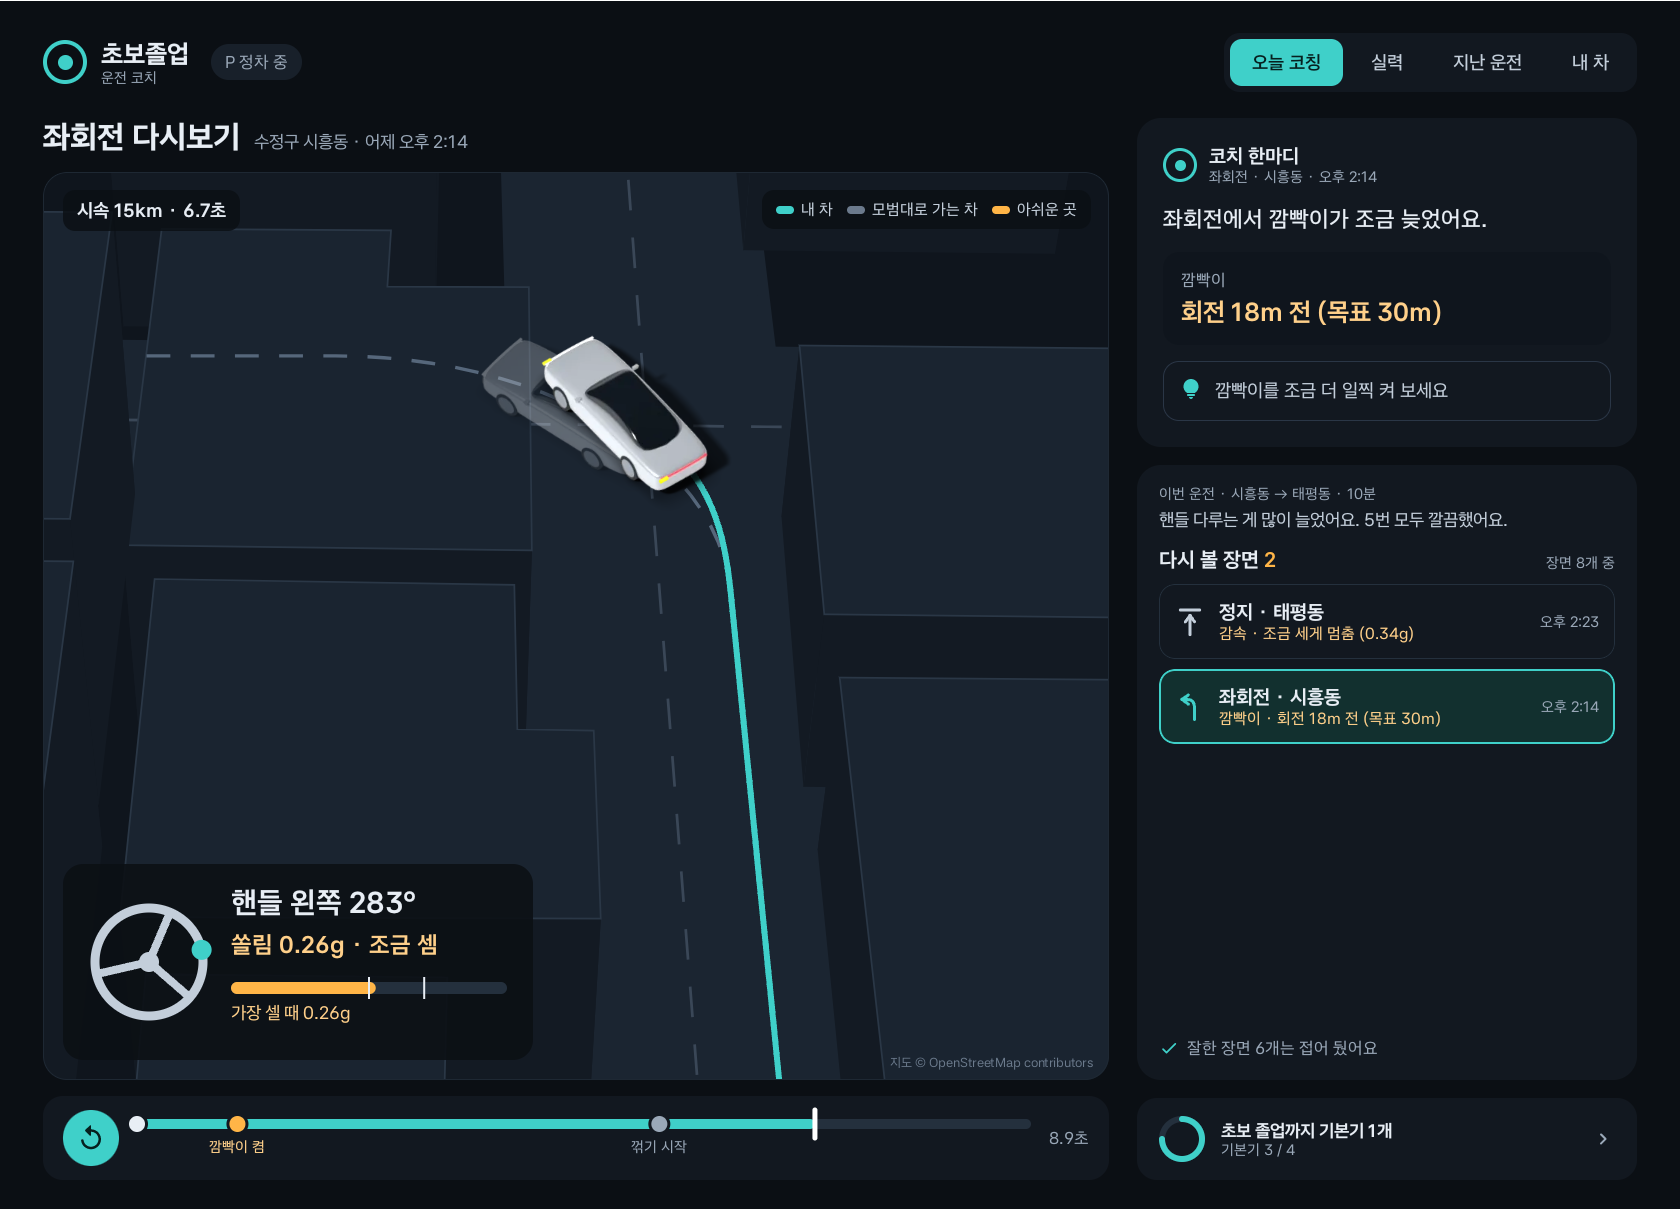 초보졸업
운전 코치
P 정차 중
오늘 코칭
실력
지난 운전
내 차
좌회전 다시보기
수정구 시흥동 · 어제 오후 2:14
시속 15km · 6.7초
내 차
모범대로 가는 차
아쉬운 곳
핸들 왼쪽 283°
쏠림 0.26g · 조금 셈
가장 셀 때 0.26g
지도 © OpenStreetMap contributors
깜빡이 켬
꺾기 시작
8.9초
코치 한마디
좌회전 · 시흥동 · 오후 2:14
좌회전에서 깜빡이가 조금 늦었어요.
깜빡이
회전 18m 전 (목표 30m)
깜빡이를 조금 더 일찍 켜 보세요
이번 운전 · 시흥동 → 태평동 · 10분
핸들 다루는 게 많이 늘었어요. 5번 모두 깔끔했어요.
다시 볼 장면 2
장면 8개 중
정지 · 태평동
감속 · 조금 세게 멈춤 (0.34g)
오후 2:23
좌회전 · 시흥동
깜빡이 · 회전 18m 전 (목표 30m)
오후 2:14
잘한 장면 6개는 접어 뒀어요
초보 졸업까지 기본기 1개
기본기 3 / 4